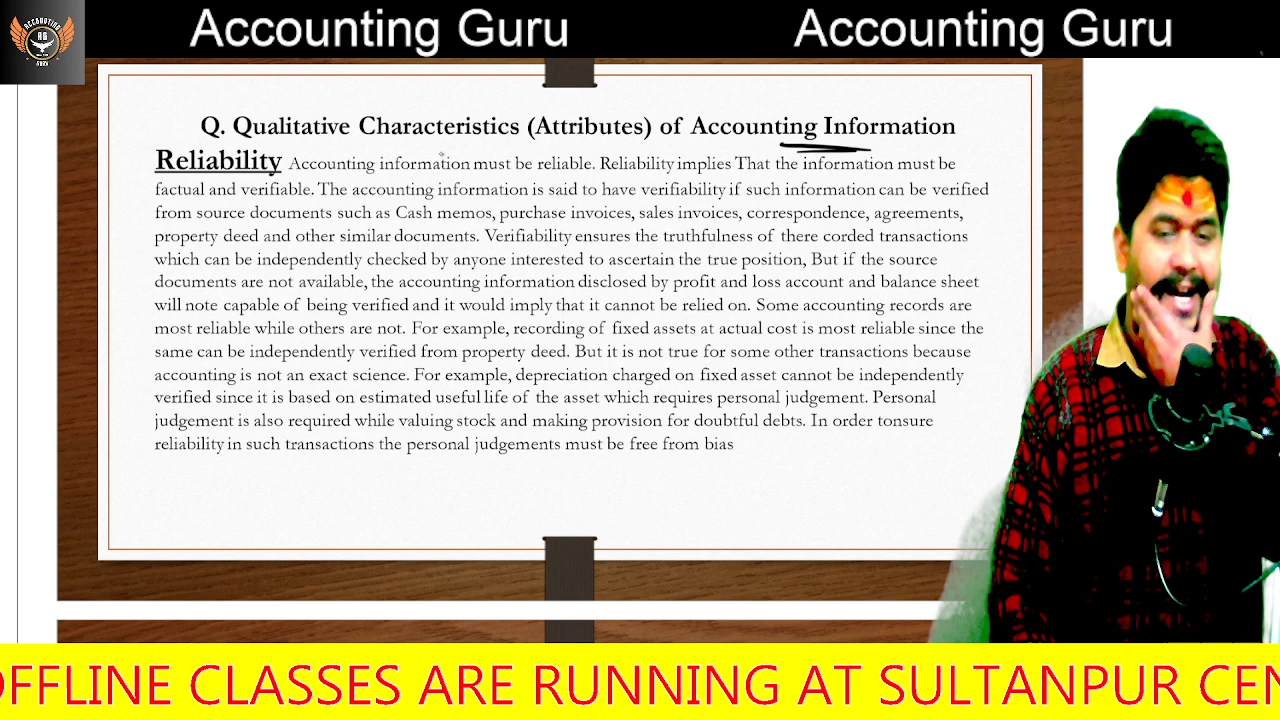 Accounting Guru
Accounting Guru
ACCOUNTING
AG
GURU
Q. Qualitative Characteristics (Attributes) of Accounting Information
Reliability Accounting information must be reliable. Reliability implies That the information must be
factual and verifiable. The accounting information is said to have verifiability if such information can be verified
from source documents such as Cash memos, purchase invoices, sales invoices, correspondence, agreements,
property deed and other similar documents. Verifiability ensures the truthfulness of there corded transactions
which can be independently checked by anyone interested to ascertain the true position, But if the source
documents are not available, the accounting information disclosed by profit and loss account and balance sheet
will note capable of being verified and it would imply that it cannot be relied on. Some accounting records are
most reliable while others are not. For example, recording of fixed assets at actual cost is most reliable since the
same can be independently verified from property deed. But it is not true for some other transactions because
accounting is not an exact science. For example, depreciation charged on fixed asset cannot be independently
verified since it is based on estimated useful life of the asset which requires personal judgement. Personal
judgement is also required while valuing stock and making provision for doubtful debts. In order tonsure
reliability in such transactions the personal judgements must be free from bias
OFFLINE CLASSES ARE RUNNING AT SULTANPUR CEN